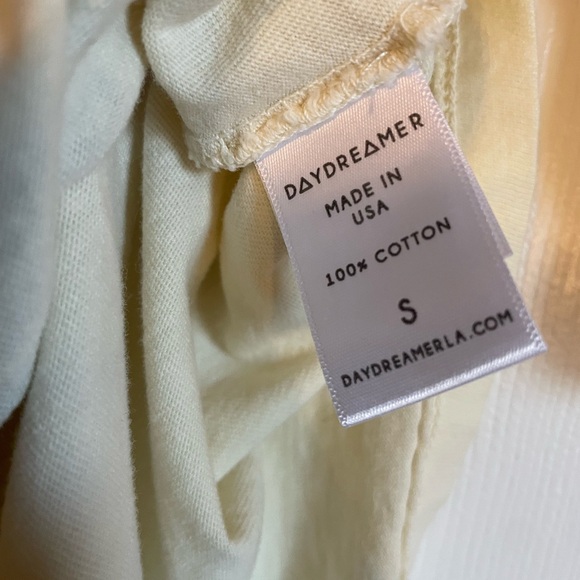 DAYDREAMER
MADE IN
USA
100% COTTON
S
DAYDREAMERLA.COM